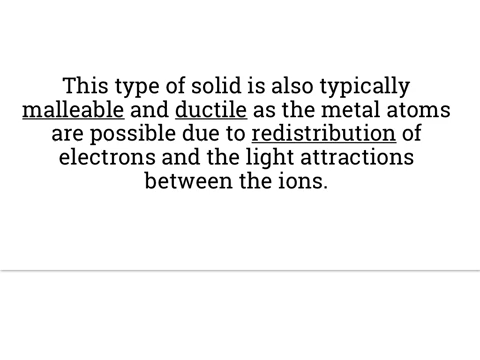 This type of solid is also typically
malleable and ductile as the metal atoms
are possible due to redistribution of
electrons and the light attractions
between the ions.